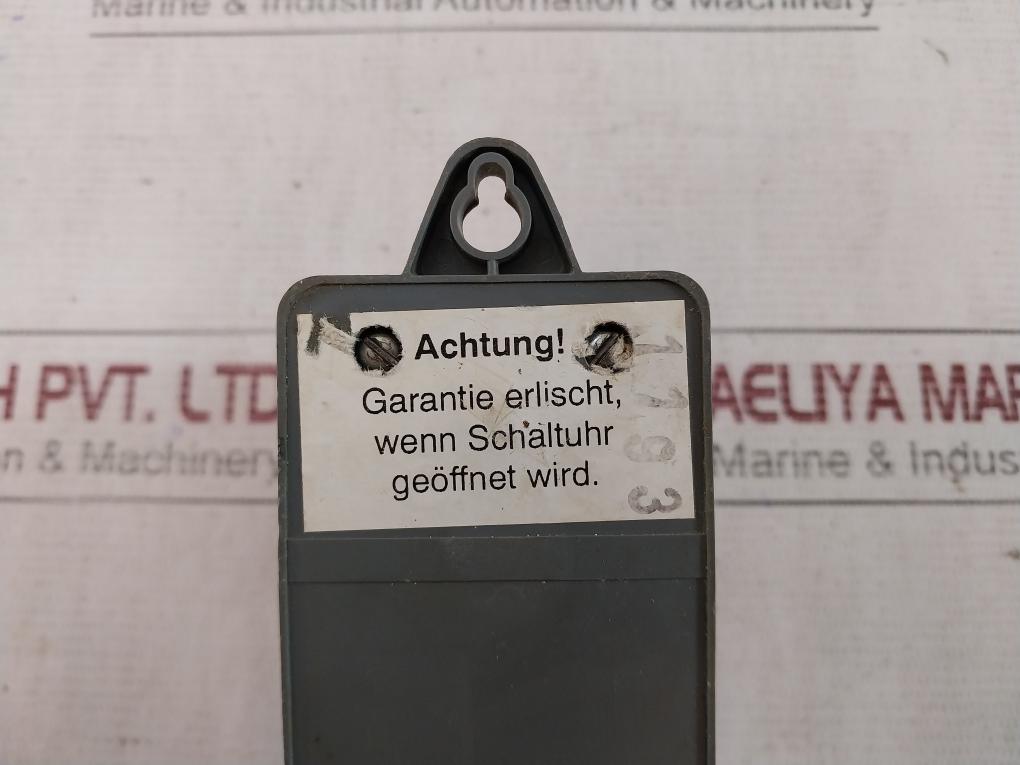 Marine & Industrial Automation & Machinery
H PVT. LTD
AELIYA MAR
n & Machinery
Marine & Indus
Achtung!
Garantie erlischt,
wenn Schaltuhr
geöffnet wird.